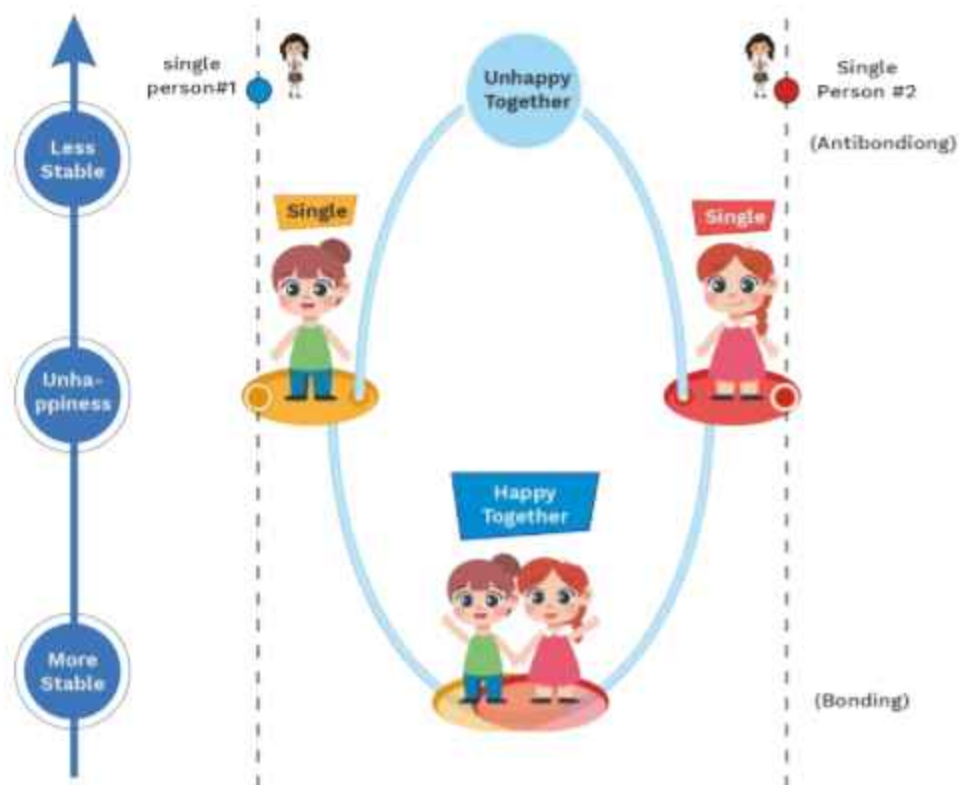 single
person#1
Unhappy
Together
Single
Person #2
Less
Stable
(Antibondiong)
Single
Single
Unha-
ppiness
Happy
Together
More
Stable
(Bonding)